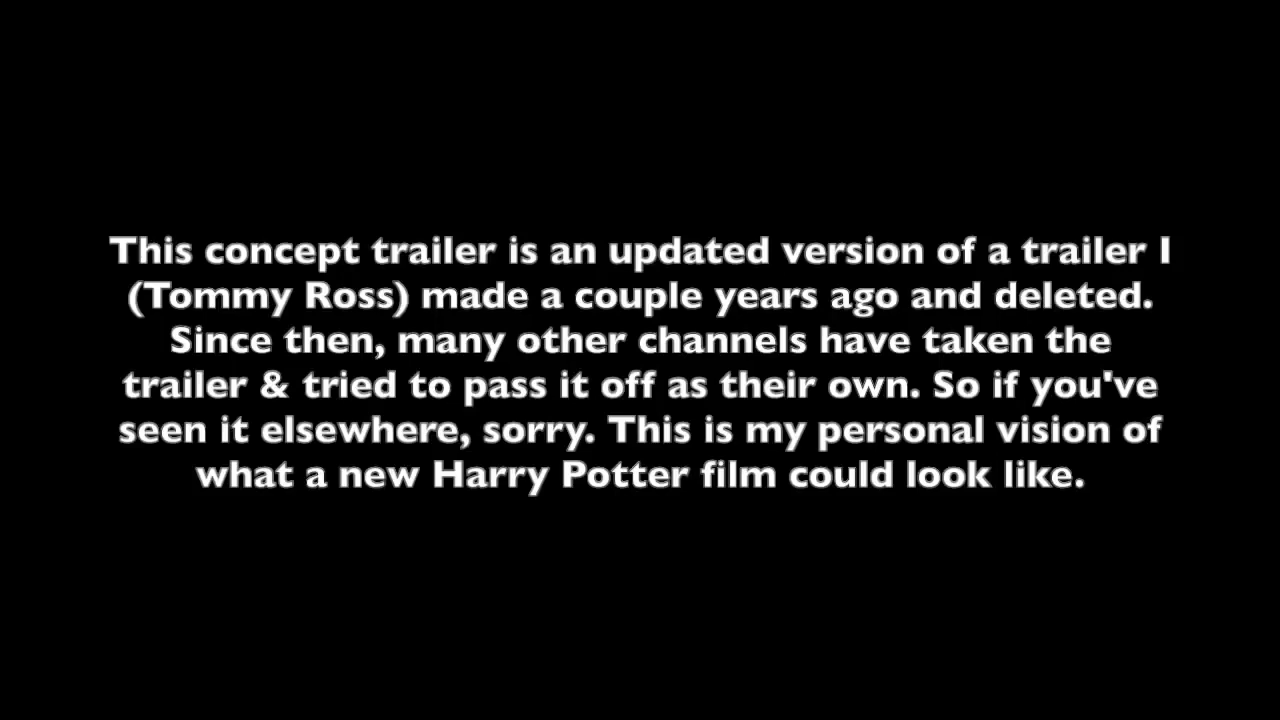 This concept trailer is an updated version of a trailer I
(Tommy Ross) made a couple years ago and deleted.
Since then, many other channels have taken the
trailer & tried to pass it off as their own. So if you've
seen it elsewhere, sorry. This is my personal vision of
what a new Harry Potter film could look like.